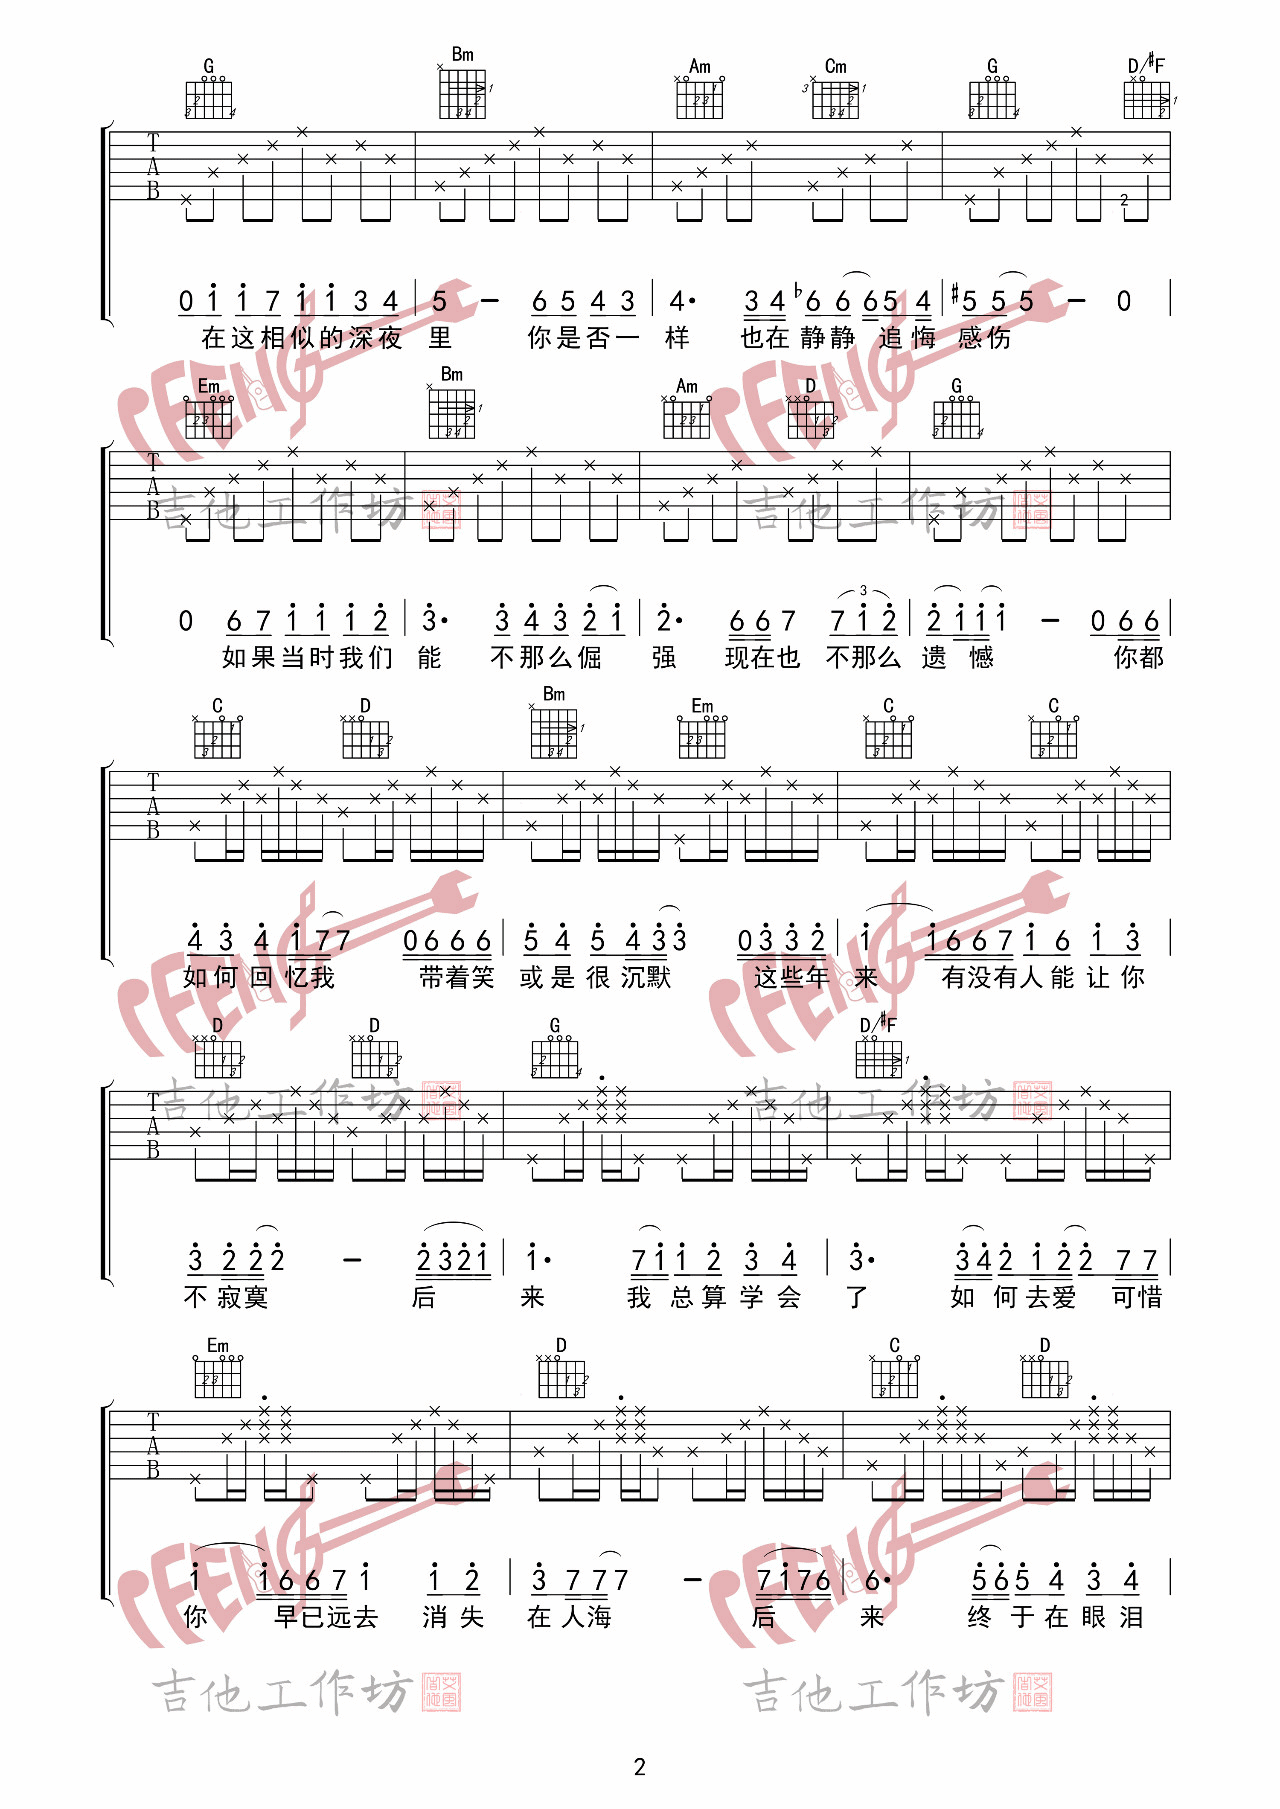 G Bm Am Cm G D/#F
T
A
B
2
0 1 1 7 1 1 3 4 5 - 6 5 4 3 4· 3 4 ♭6 6 6 5 4 #5 5 5 - 0
在这相似的深夜 里 你是否一 样 也在静静 追悔 感伤
Em Bm Am D G
T
A
B
0 6 7 1 1 1 2 3· 3 4 3 2 1 2· 6 6 7 7 1 2 2 1 1 1 - 0 6 6
如果当时我们 能 不那么倔 强 现在也 不那么 遗 憾 你都
C D Bm Em C C
T
A
B
4 3 4 1 7 7 0 6 6 6 5 4 5 4 3 3 0 3 3 2 1 1 6 6 7 1 6 1 3
如何回忆我 带着笑 或是很沉默 这些年 来 有没有人能让你
D D G D/#F
T
A
B
3 2 2 2 - 2 3 2 1 1· 7 1 1 2 3 4 3· 3 4 2 1 2 2 7 7
不寂寞 后 来 我 总算学会 了 如 何去爱 可惜
Em D C D
T
A
B
1 1 6 6 7 1 1 2 3 7 7 7 - 7 1 7 6 6· 5 6 5 4 3 4
你 早已远去 消失 在人海 后 来 终 于在眼泪
PFENG
吉他工作坊
2